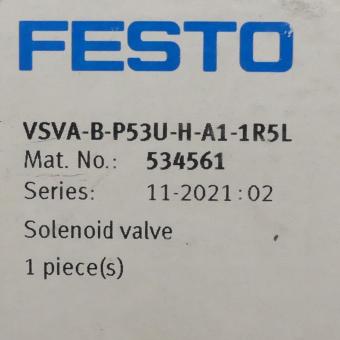 FESTO
VSVA-B-P53U-H-A1-1R5L
Mat. No.: 534561
Series: 11-2021:02
Solenoid valve
1 piece(s)